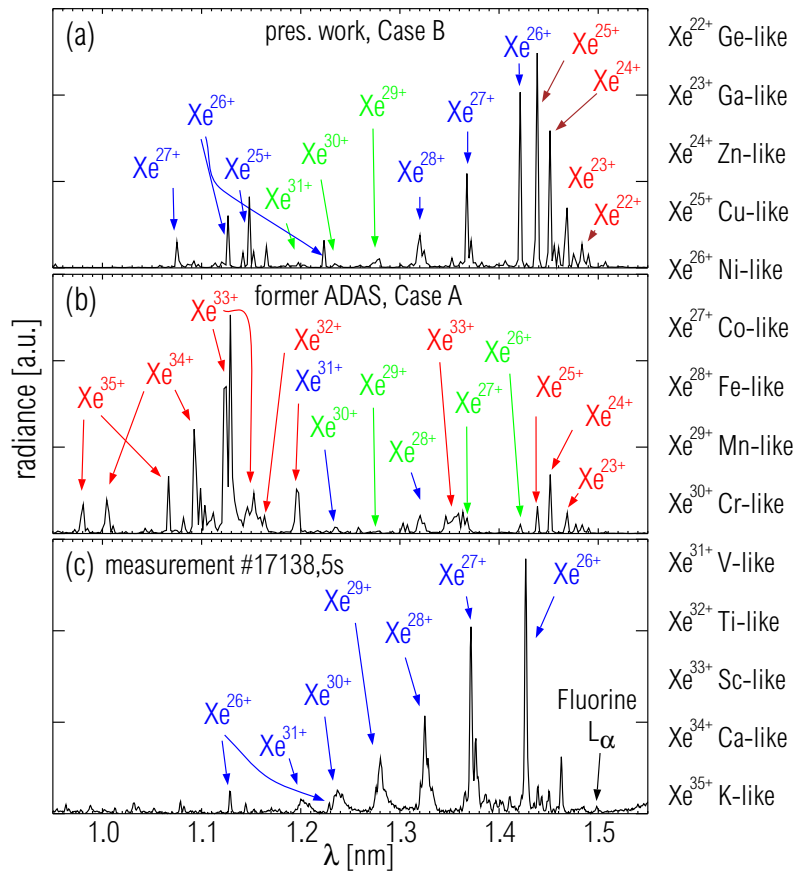 (a) pres. work, Case B
Xe26+
Xe25+
Xe24+
Xe26+
Xe29+
Xe27+
Xe30+
Xe27+
Xe25+
Xe28+
Xe23+
Xe31+
Xe22+
(b) former ADAS, Case A
Xe33+
Xe32+
Xe33+
Xe26+
Xe34+
Xe31+
Xe29+
Xe25+
Xe35+
Xe27+
Xe30+
Xe24+
Xe28+
Xe23+
(c) measurement #17138,5s
Xe27+
Xe26+
Xe29+
Xe28+
Xe30+
Xe26+
Xe31+
Fluorine
Lα
radiance [a.u.]
1.0 1.1 1.2 1.3 1.4 1.5
λ [nm]
Xe22+ Ge-like
Xe23+ Ga-like
Xe24+ Zn-like
Xe25+ Cu-like
Xe26+ Ni-like
Xe27+ Co-like
Xe28+ Fe-like
Xe29+ Mn-like
Xe30+ Cr-like
Xe31+ V-like
Xe32+ Ti-like
Xe33+ Sc-like
Xe34+ Ca-like
Xe35+ K-like